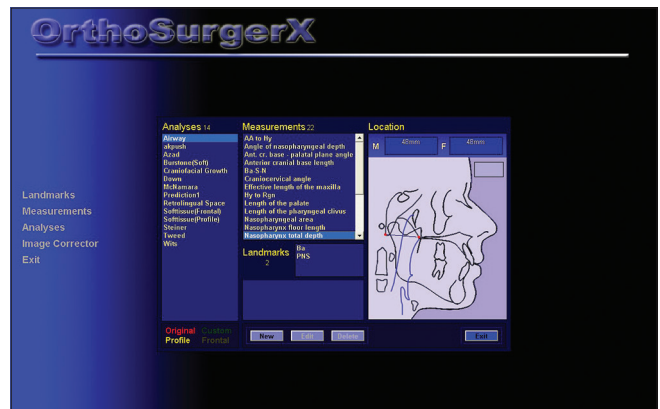 OrthoSurgerX
Landmarks
Measurements
Analyses
Image Corrector
Exit
Analyses 14
Airway
akpush
Azad
Burstone(Soft)
Craniofacial Growth
Down
McNamara
Prediction1
Retrolingual Space
Softtissue(Frontal)
Softtissue(Profile)
Steiner
Tweed
Wits
Measurements 22
AA to Hy
Angle of nasopharyngeal depth
Ant. cr. base - palatal plane angle
Anterior cranial base length
Ba-S-N
Craniocervical angle
Effective length of the maxilla
Hy to Rgn
Length of the palate
Length of the pharyngeal clivus
Nasopharyngeal area
Nasopharynx floor length
Nasopharynx total depth
Landmarks
2
Ba
PNS
Location
M 48mm F 48mm
Original Custom
Profile Frontal
New Edit Delete
Exit